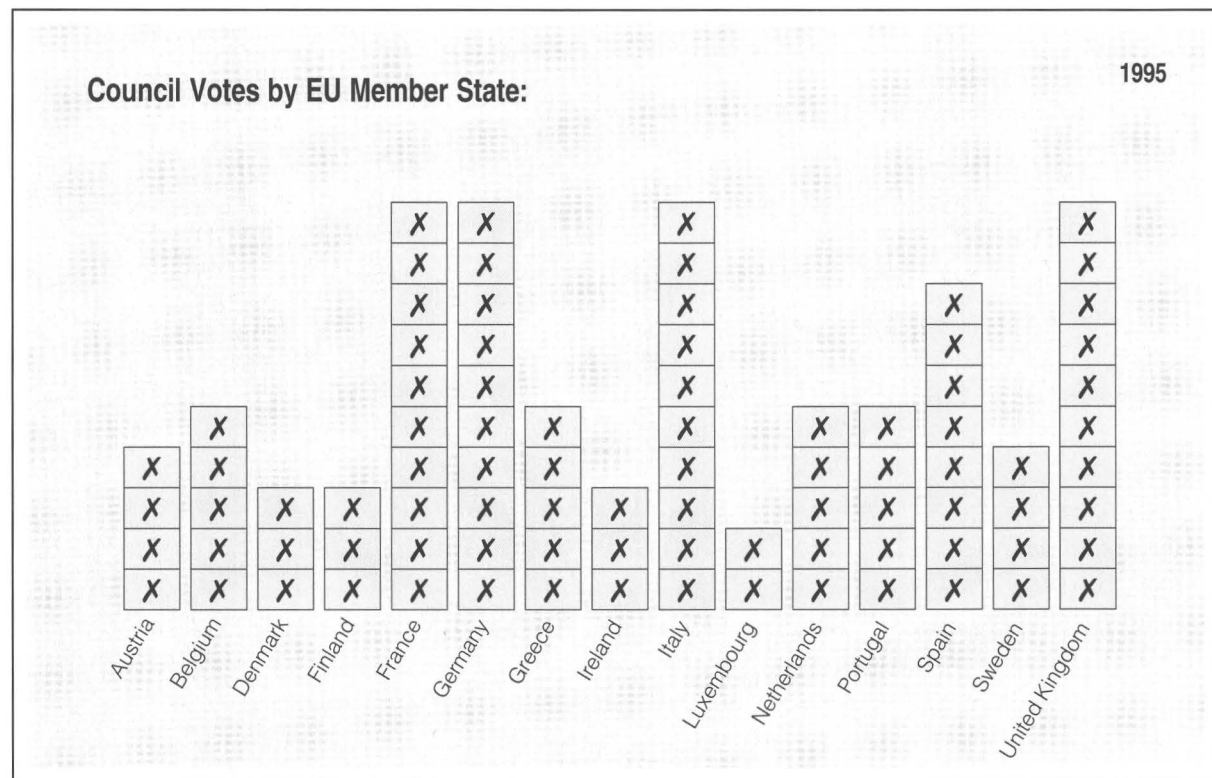 1995
Council Votes by EU Member State:
Austria
Belgium
Denmark
Finland
France
Germany
Greece
Ireland
Italy
Luxembourg
Netherlands
Portugal
Spain
Sweden
United Kingdom